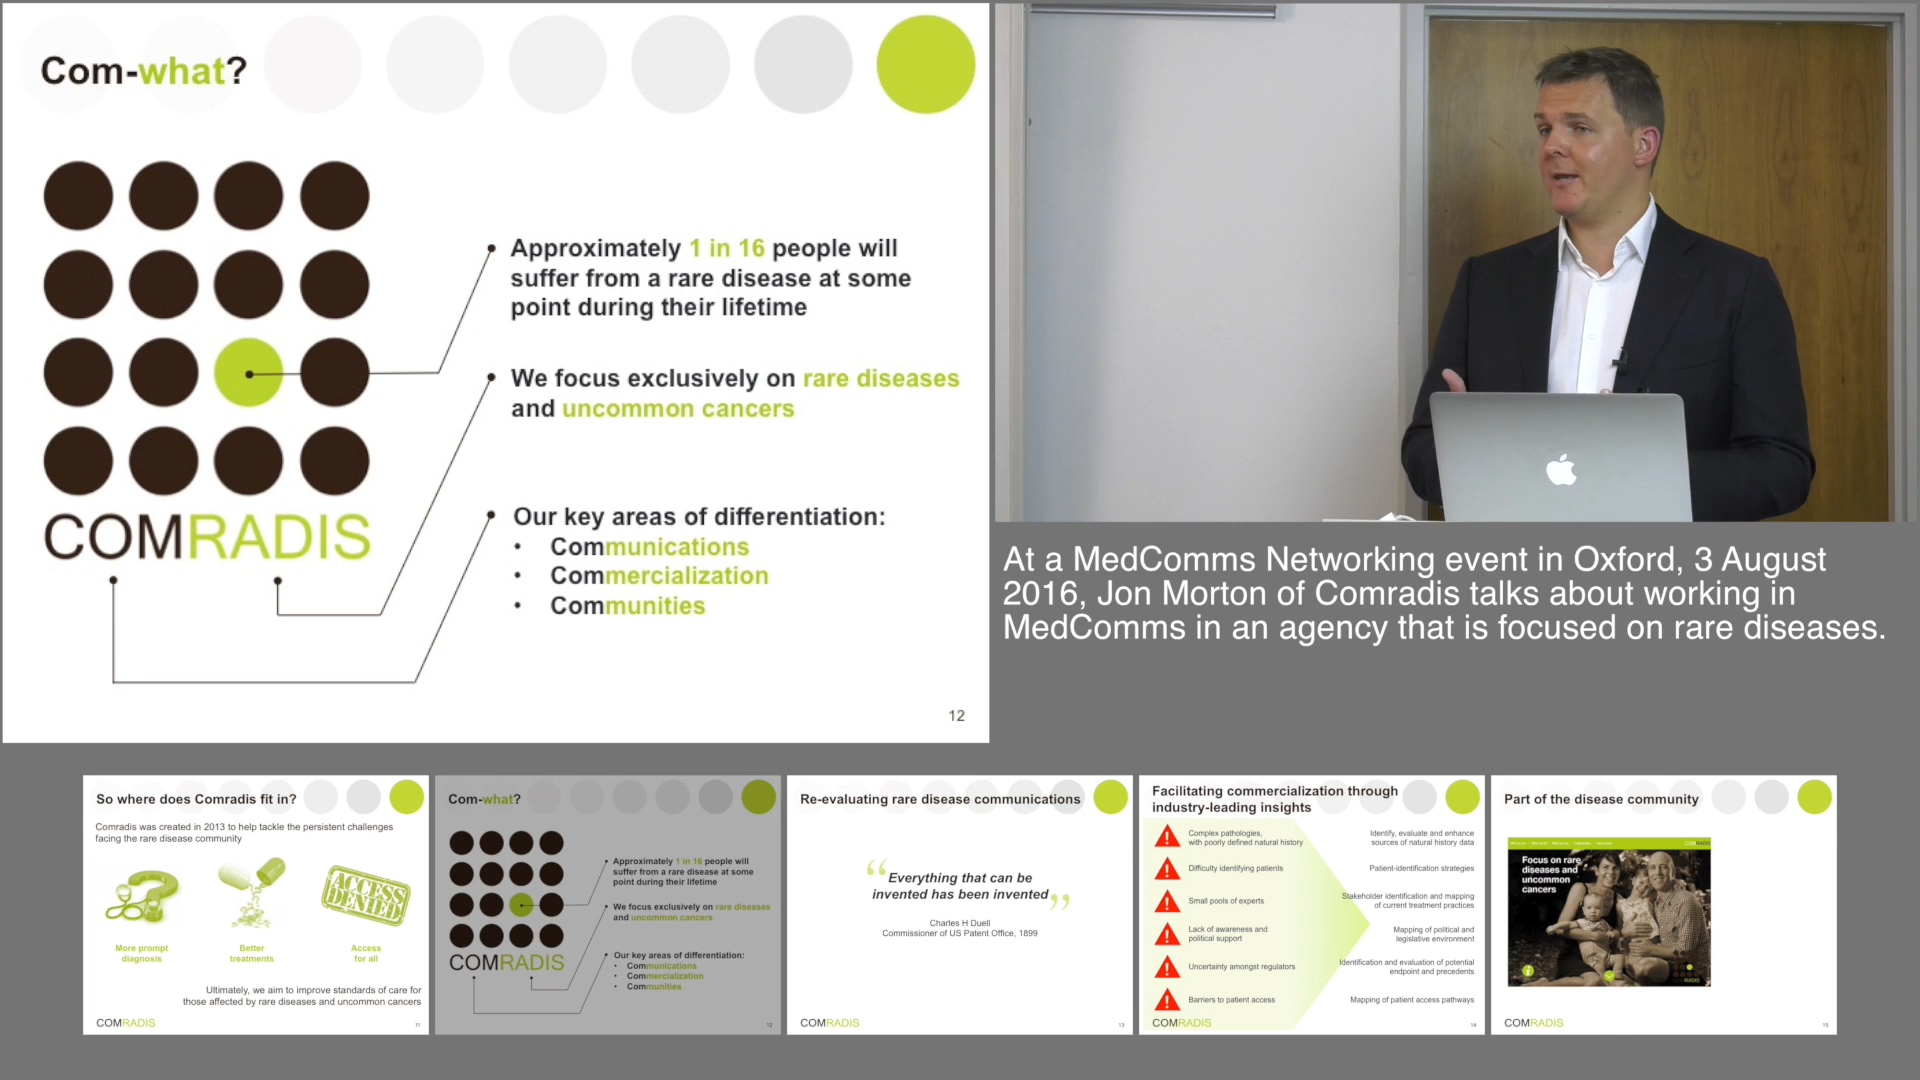 Com-what?
Approximately 1 in 16 people will
suffer from a rare disease at some
point during their lifetime
We focus exclusively on rare diseases
and uncommon cancers
Our key areas of differentiation:
• Communications
• Commercialization
• Communities
COMRADIS
12
At a MedComms Networking event in Oxford, 3 August
2016, Jon Morton of Comradis talks about working in
MedComms in an agency that is focused on rare diseases.
So where does Comradis fit in?
Comradis was created in 2013 to help tackle the persistent challenges
facing the rare disease community
ACCESS
DENIED
More prompt
diagnosis
Better
treatments
Access
for all
Ultimately, we aim to improve standards of care for
those affected by rare diseases and uncommon cancers
COMRADIS
11
Com-what?
Approximately 1 in 16 people will
suffer from a rare disease at some
point during their lifetime
We focus exclusively on rare diseases
and uncommon cancers
Our key areas of differentiation:
• Communications
• Commercialization
• Communities
COMRADIS
12
Re-evaluating rare disease communications
“Everything that can be
invented has been invented”
Charles H Duell
Commissioner of US Patent Office, 1899
COMRADIS
13
Facilitating commercialization through
industry-leading insights
Complex pathologies,
with poorly defined natural history
Identify, evaluate and enhance
sources of natural history data
Difficulty identifying patients
Patient-identification strategies
Small pools of experts
Stakeholder identification and mapping
of current treatment practices
Lack of awareness and
political support
Mapping of political and
legislative environment
Uncertainty amongst regulators
Identification and evaluation of potential
endpoint and precedents
Barriers to patient access
Mapping of patient access pathways
COMRADIS
14
Part of the disease community
COMRADIS
Focus on rare
diseases and
uncommon
cancers
COMRADIS
15